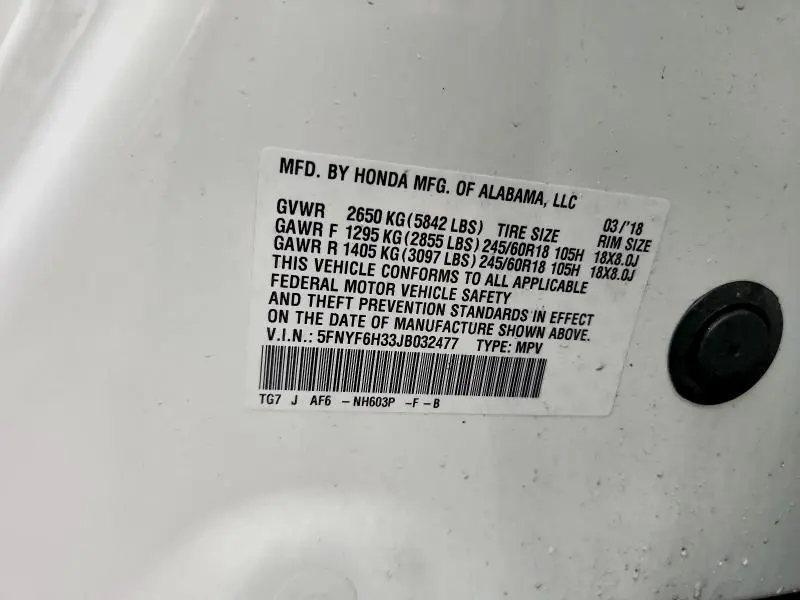 MFD. BY HONDA MFG. OF ALABAMA, LLC
GVWR 2650 KG (5842 LBS) TIRE SIZE 03/'18 RIM SIZE
GAWR F 1295 KG (2855 LBS) 245/60R18 105H 18X8.0J
GAWR R 1405 KG (3097 LBS) 245/60R18 105H 18X8.0J
THIS VEHICLE CONFORMS TO ALL APPLICABLE
FEDERAL MOTOR VEHICLE SAFETY
AND THEFT PREVENTION STANDARDS IN EFFECT
ON THE DATE OF MANUFACTURE SHOWN ABOVE.
V.I.N.: 5FNYF6H33JB032477 TYPE: MPV
TG7 J AF6 -NH603P -F -B